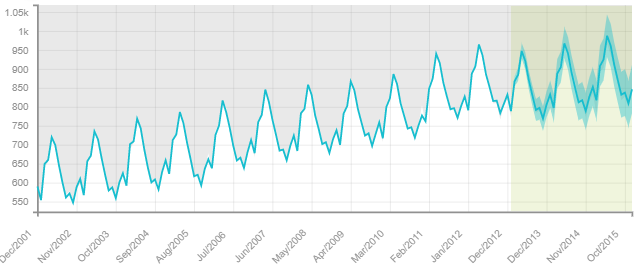 1.05k
1k
950
900
850
800
750
700
650
600
550
Dec/2001
Nov/2002
Oct/2003
Sep/2004
Aug/2005
Jul/2006
Jun/2007
May/2008
Apr/2009
Mar/2010
Feb/2011
Jan/2012
Dec/2012
Dec/2013
Nov/2014
Oct/2015